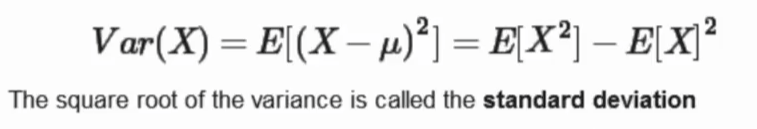 Var(X) = E[(X − μ)²] = E[X²] − E[X]²
The square root of the variance is called the standard deviation